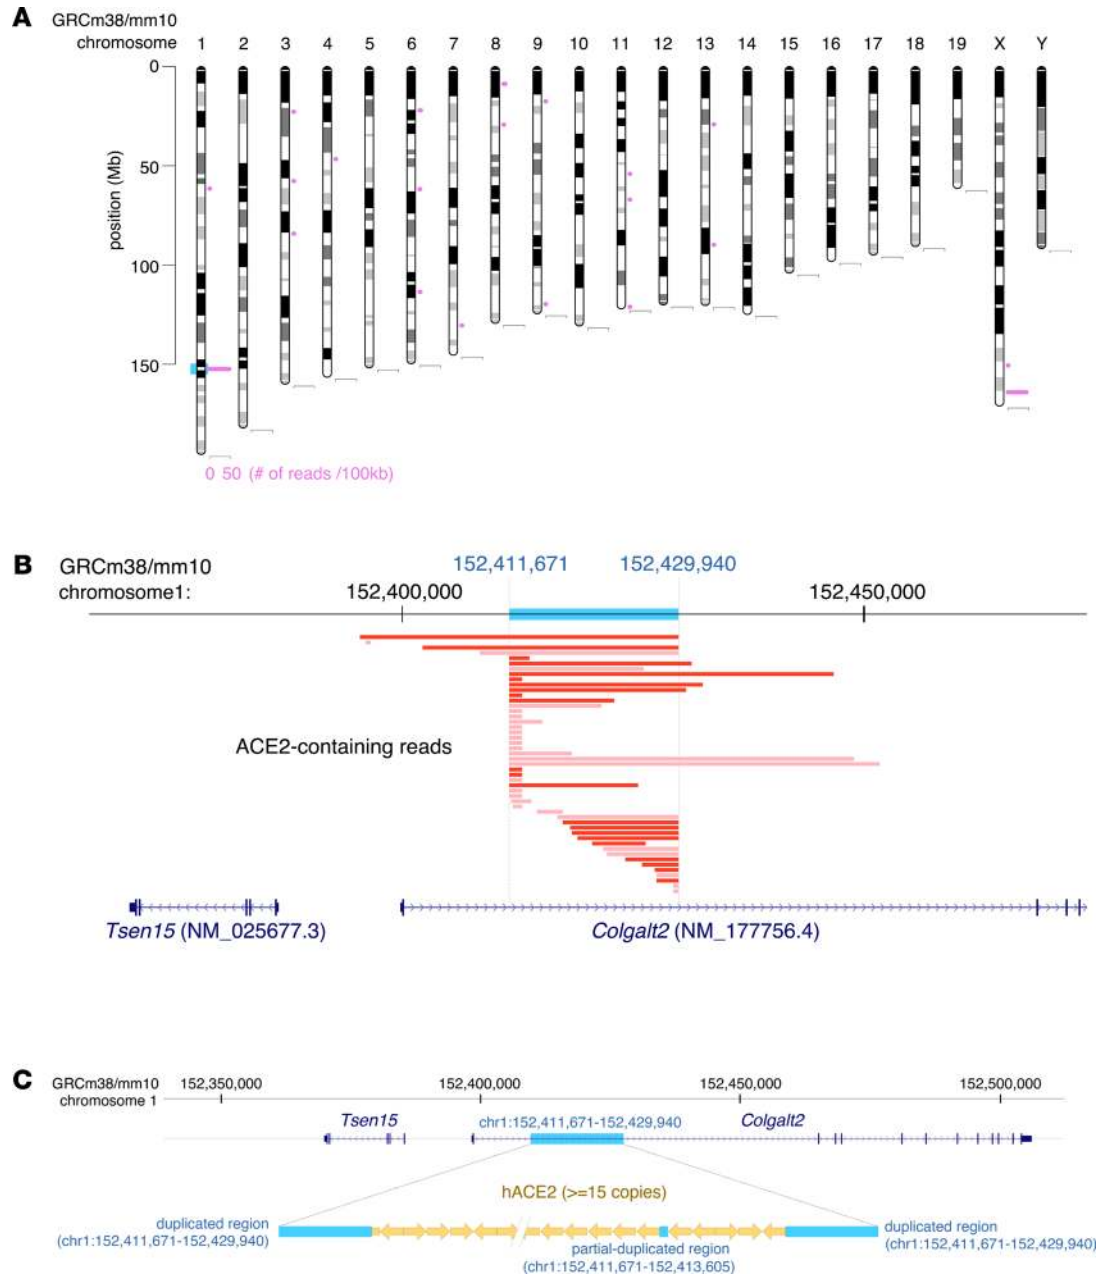 A
GRCm38/mm10
chromosome 1 2 3 4 5 6 7 8 9 10 11 12 13 14 15 16 17 18 19 X Y
0
50
100
150
position (Mb)
0 50 (# of reads /100kb)
B
GRCm38/mm10
chromosome1:
152,411,671 152,429,940
152,400,000 152,450,000
ACE2-containing reads
Tsen15 (NM_025677.3) Colgalt2 (NM_177756.4)
C
GRCm38/mm10
chromosome 1
152,350,000 152,400,000 152,450,000 152,500,000
Tsen15 chr1:152,411,671-152,429,940 Colgalt2
hACE2 (>=15 copies)
duplicated region
(chr1:152,411,671-152,429,940)
partial-duplicated region
(chr1:152,411,671-152,413,605)
duplicated region
(chr1:152,411,671-152,429,940)